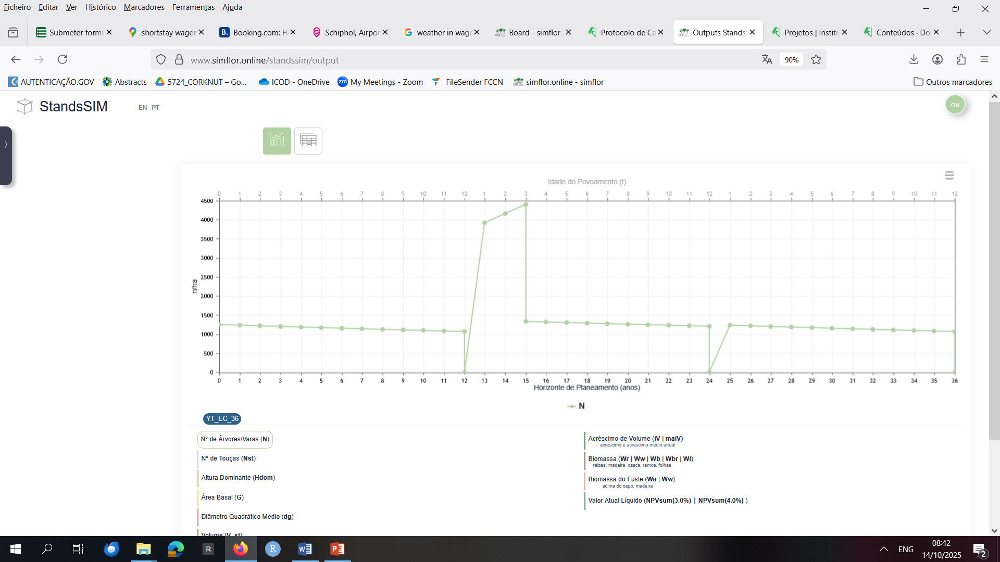 Ficheiro Editar Ver Histórico Marcadores Ferramentas Ajuda
Submeter formu shortstay wager Booking.com: H Schiphol, Airpor weather in wage Board - simflor Protocolo de Ca Outputs Stands Projetos | Institu Conteúdos · Do
www.simflor.online/standssim/output 90%
AUTENTICAÇÃO.GOV Abstracts 5724_CORKNUT – Go... ICOD - OneDrive My Meetings - Zoom FileSender FCCN simflor.online - simflor Outros marcadores
StandsSIM EN PT ON
Idade do Povoamento (t)
0 1 2 3 4 5 6 7 8 9 10 11 12 1 2 3 4 5 6 7 8 9 10 11 12 1 2 3 4 5 6 7 8 9 10 11 12
4500
4000
3500
3000
2500
n/ha
2000
1500
1000
500
0
0 1 2 3 4 5 6 7 8 9 10 11 12 13 14 15 16 17 18 19 20 21 22 23 24 25 26 27 28 29 30 31 32 33 34 35 36
Horizonte de Planeamento (anos)
N
YT_EC_36
Nº de Árvores/Varas (N)
Nº de Touças (Nst)
Altura Dominante (Hdom)
Área Basal (G)
Diâmetro Quadrático Médio (dg)
Volume (V_st)
Acréscimo de Volume (iV | maiV)
acréscimo e acréscimo médio anual
Biomassa (Wr | Ww | Wb | Wbr | Wl)
raizes, madeira, casca, ramos, folhas
Biomassa do Fuste (Wa | Ww)
acima do cepo, madeira
Valor Atual Líquido (NPVsum(3.0%) | NPVsum(4.0%) )
ENG
08:42
14/10/2025
2